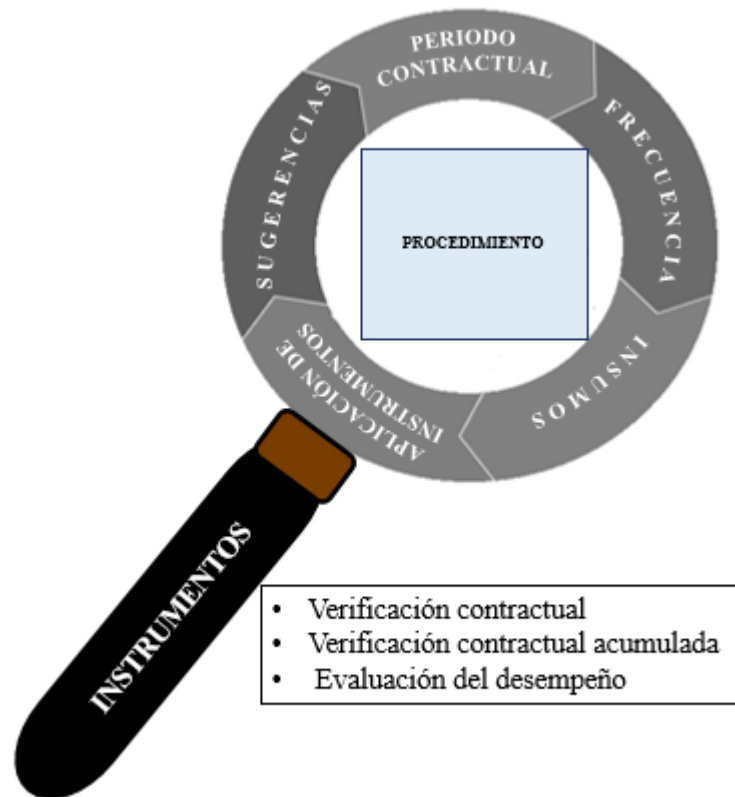 PERIODO
CONTRACTUAL
FRECUENCIA
INSUMOS
APLICACIÓN DE
INSTRUMENTOS
SUGERENCIAS
PROCEDIMIENTO
INSTRUMENTOS
• Verificación contractual
• Verificación contractual acumulada
• Evaluación del desempeño